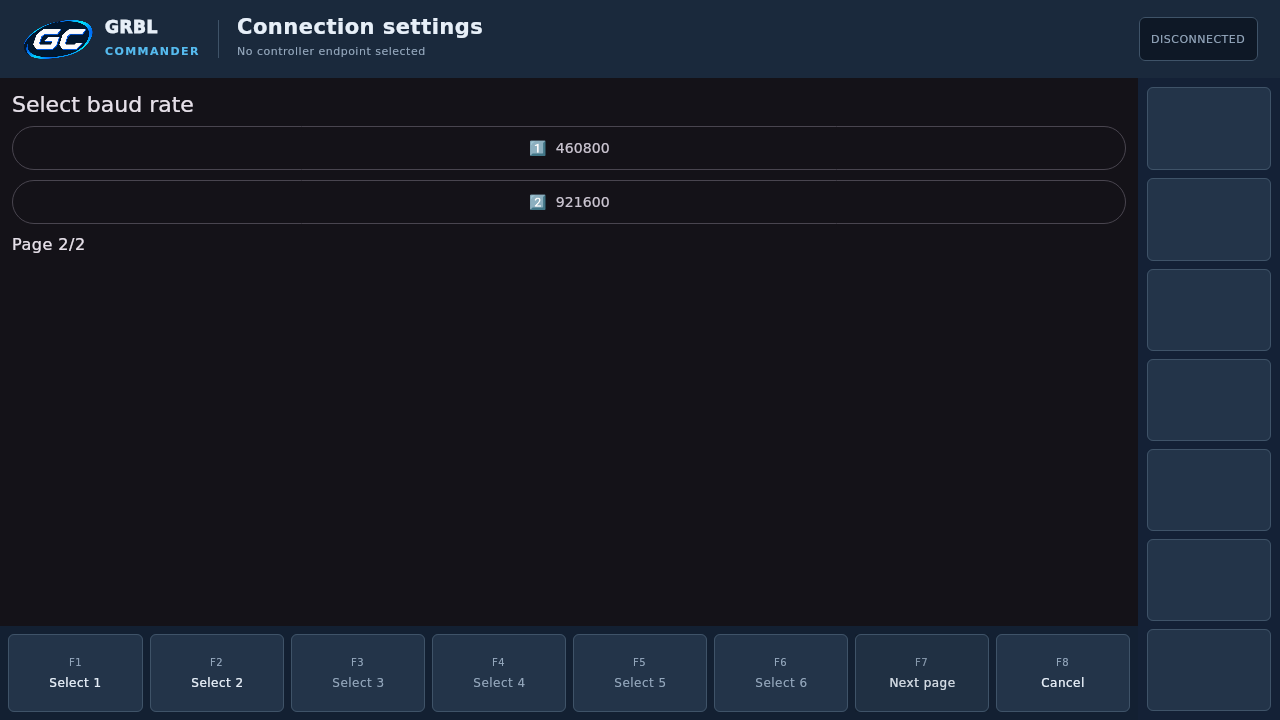 GC
GRBL
COMMANDER
Connection settings
No controller endpoint selected
DISCONNECTED
Select baud rate
1 460800
2 921600
Page 2/2
F1
Select 1
F2
Select 2
F3
Select 3
F4
Select 4
F5
Select 5
F6
Select 6
F7
Next page
F8
Cancel